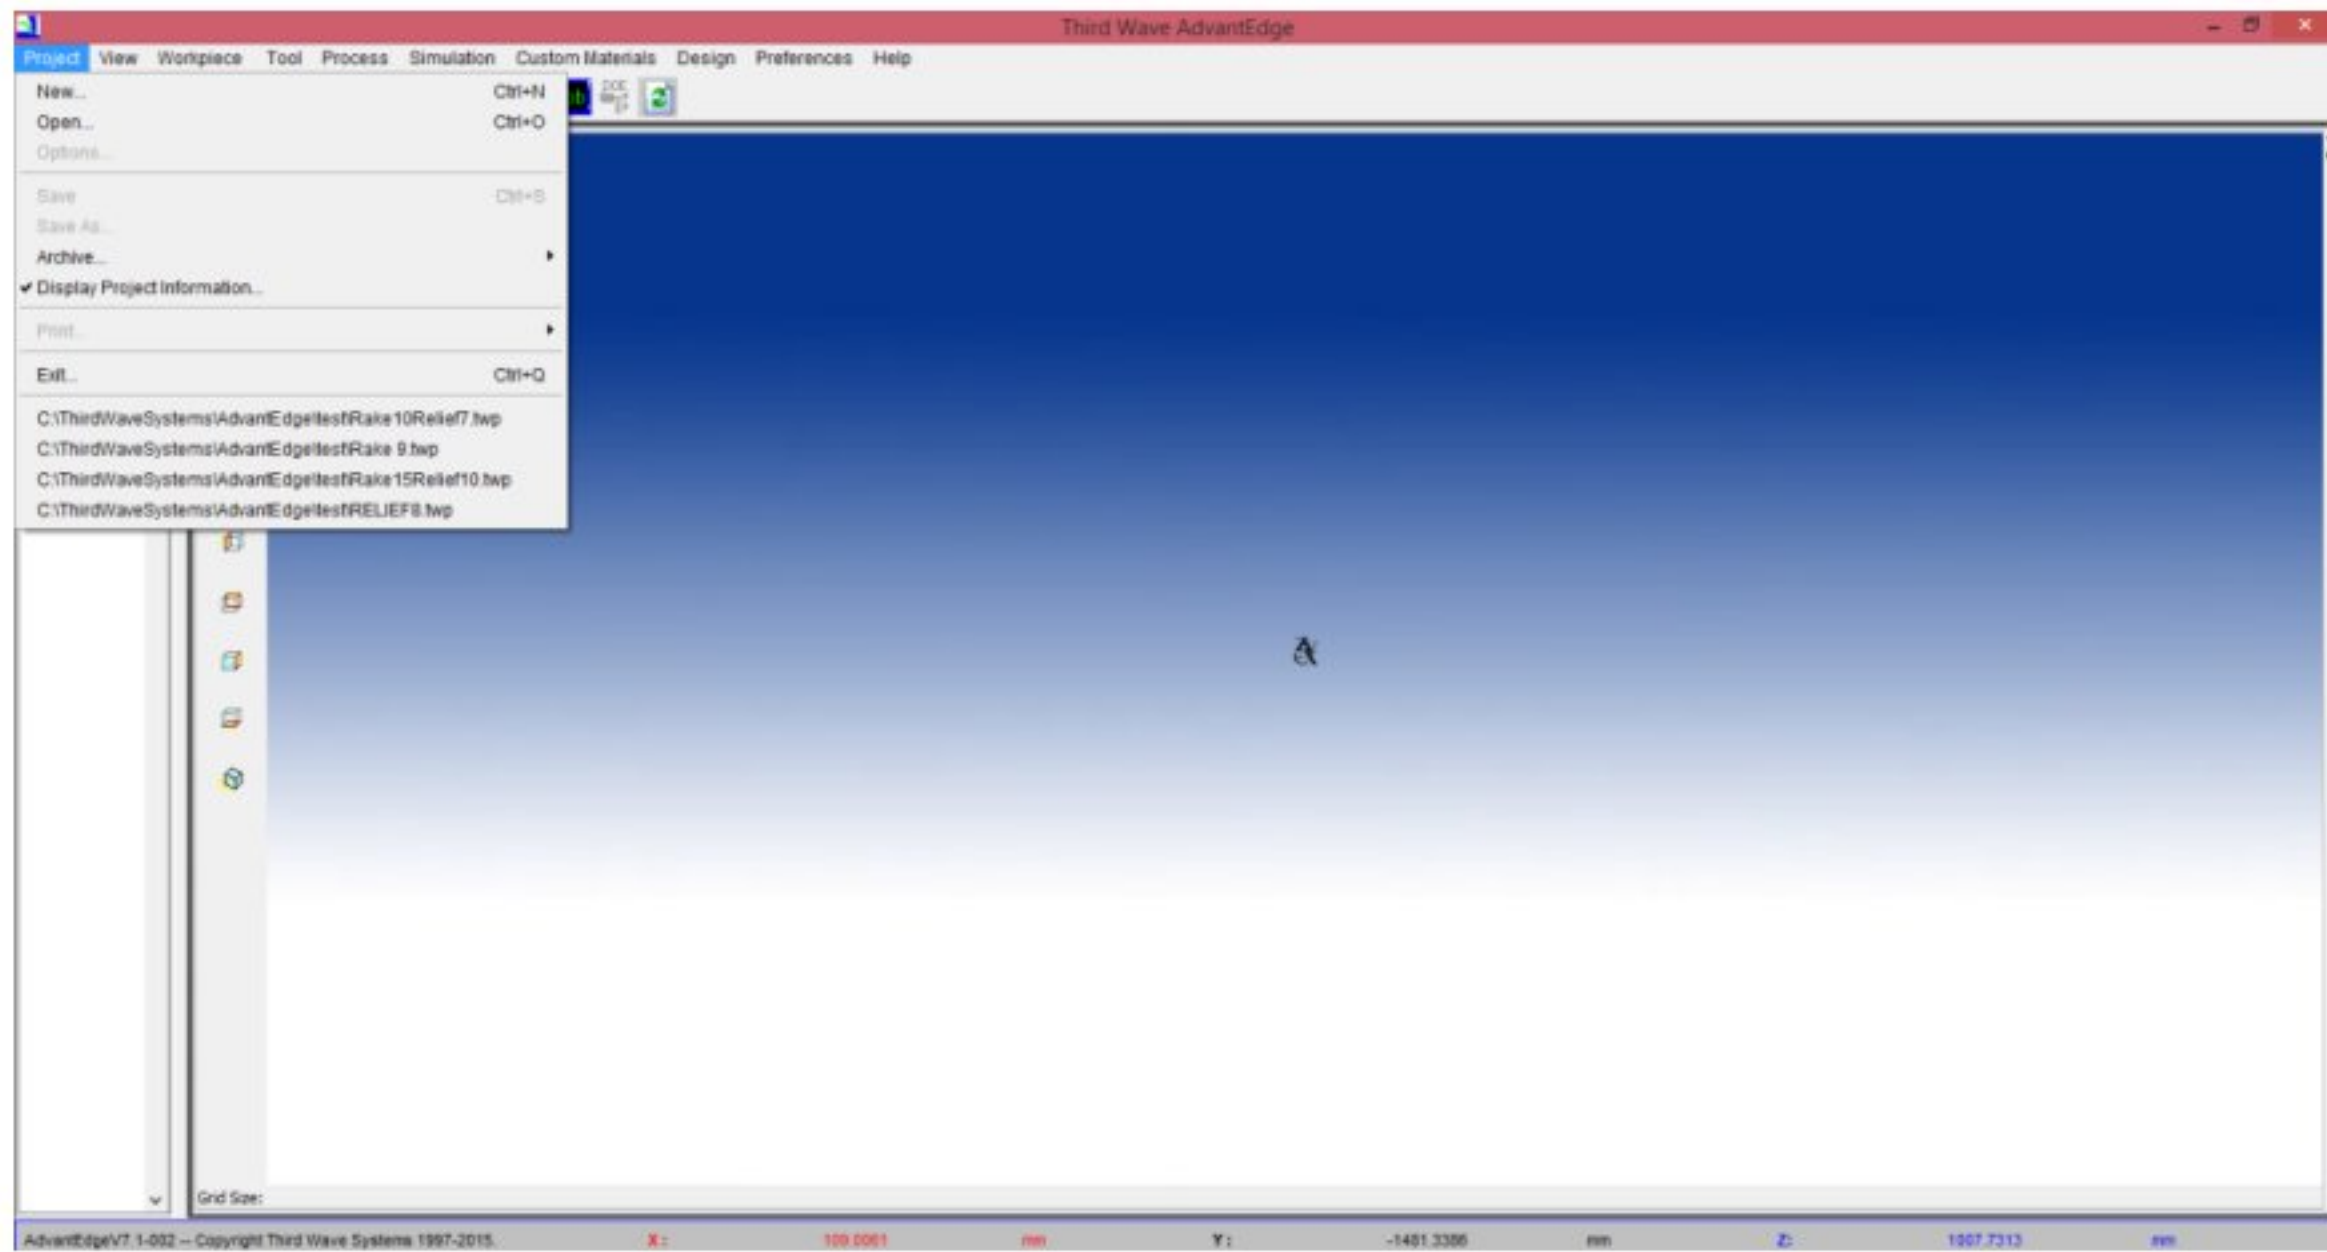 Third Wave AdvantEdge
Project View Workpiece Tool Process Simulation Custom Materials Design Preferences Help
New... Ctrl+N
Open... Ctrl+O
Options...
Save Ctrl+S
Save As...
Archive...
Display Project Information...
Print...
Exit... Ctrl+Q
C:\ThirdWaveSystems\AdvantEdge\test\Rake10Relief7.twp
C:\ThirdWaveSystems\AdvantEdge\test\Rake 9.twp
C:\ThirdWaveSystems\AdvantEdge\test\Rake15Relief10.twp
C:\ThirdWaveSystems\AdvantEdge\test\RELIEF8.twp
Grid Size:
AdvantEdgeV7.1-002 -- Copyright Third Wave Systems 1997-2015. X: 109.0061 mm Y: -1481.3386 mm Z: 1007.7313 mm